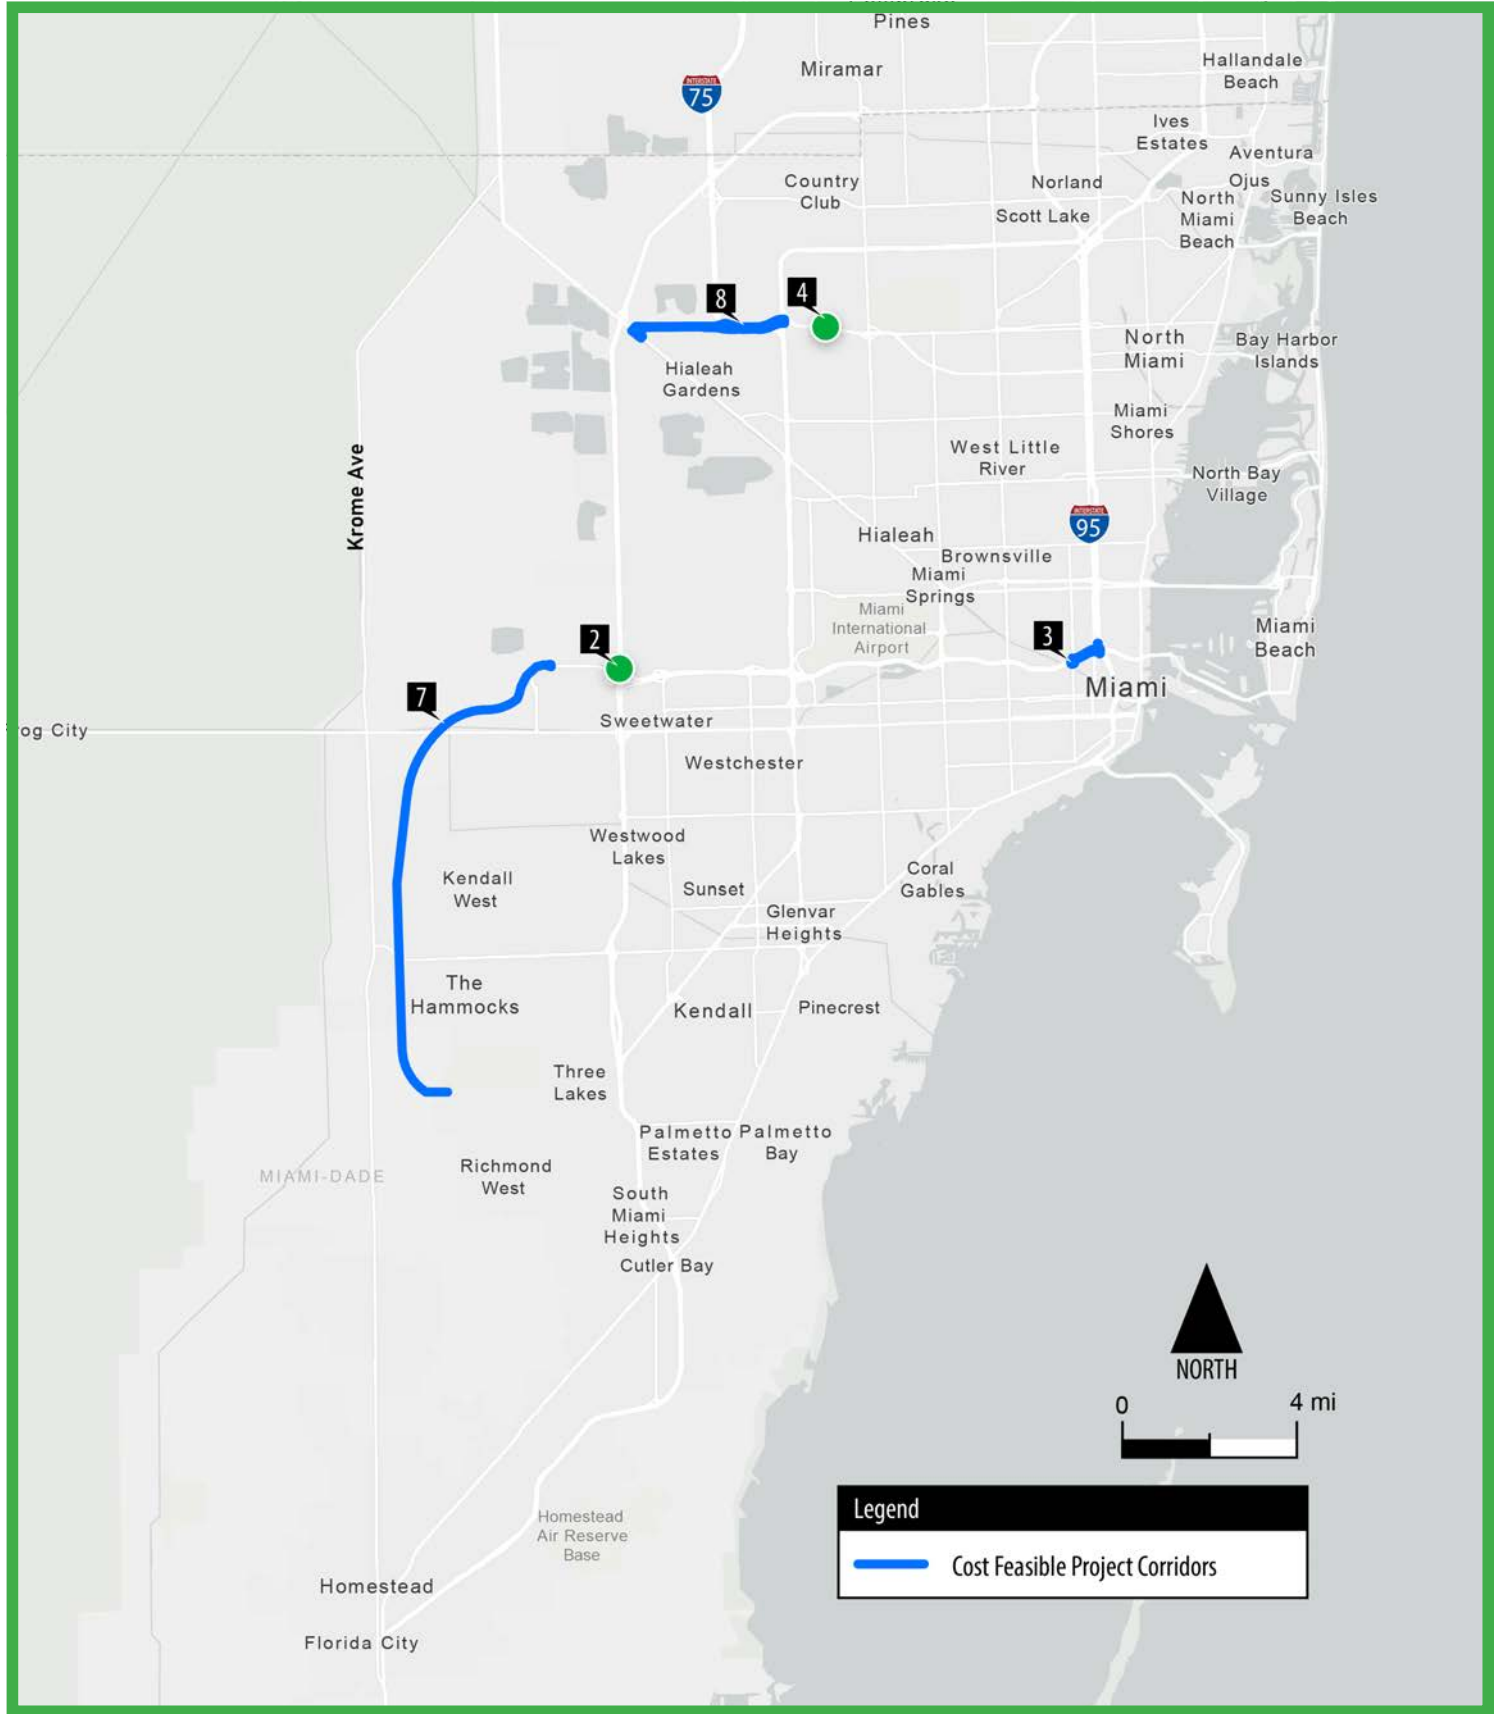 Pines
Miramar
Hallandale
Beach
INTERSTATE
75
Ives
Estates
Aventura
Country
Club
Norland
Ojus
Scott Lake
North
Miami
Beach
Sunny Isles
Beach
8
4
North
Miami
Bay Harbor
Islands
Hialeah
Gardens
Miami
Shores
Krome Ave
West Little
River
North Bay
Village
INTERSTATE
95
Hialeah
Brownsville
Miami
Springs
Miami
International
Airport
2
3
Miami
Beach
Miami
7
Sweetwater
rog City
Westchester
Westwood
Lakes
Kendall
West
Sunset
Coral
Gables
Glenvar
Heights
The
Hammocks
Kendall
Pinecrest
Three
Lakes
Palmetto
Estates
Palmetto
Bay
MIAMI-DADE
Richmond
West
South
Miami
Heights
Cutler Bay
NORTH
0
4 mi
Homestead
Air Reserve
Base
Legend
Cost Feasible Project Corridors
Homestead
Florida City